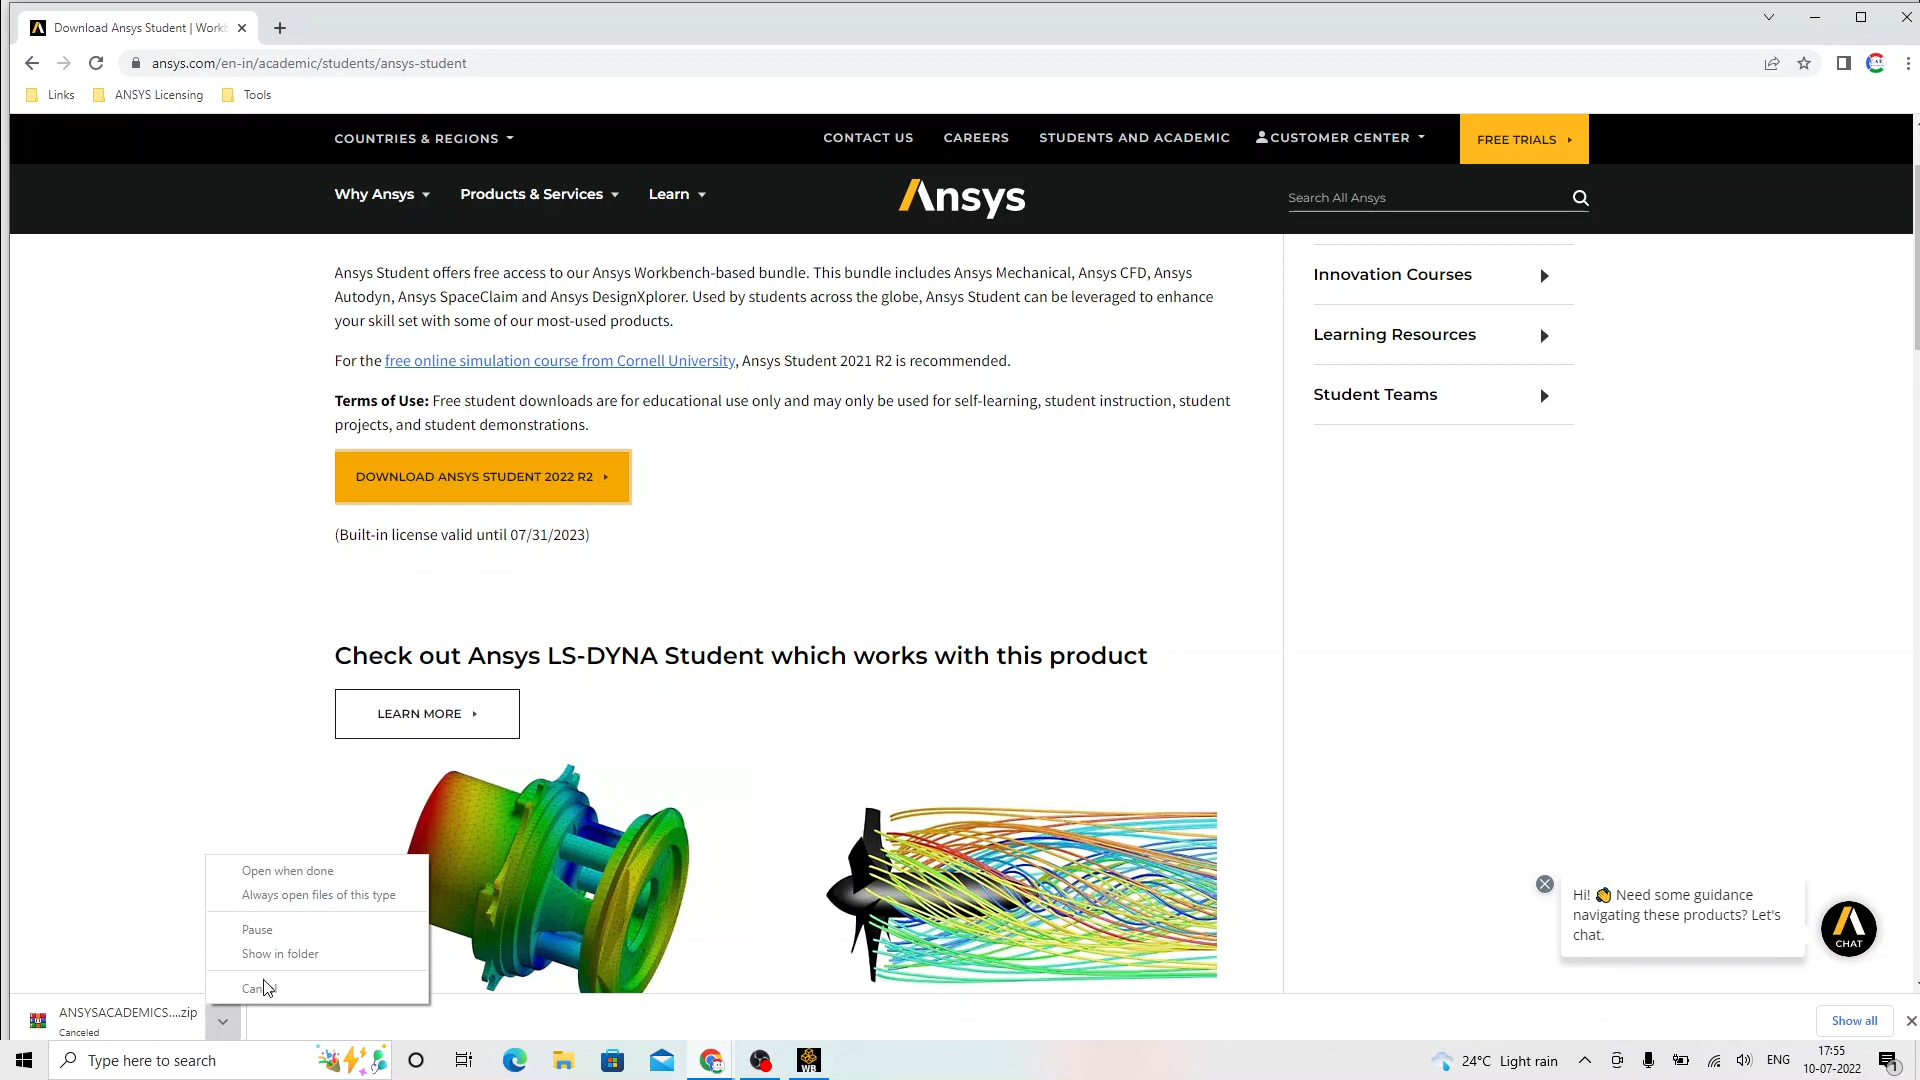 Download Ansys Student | Workb
ansys.com/en-in/academic/students/ansys-student
Links
ANSYS Licensing
Tools
COUNTRIES & REGIONS
CONTACT US
CAREERS
STUDENTS AND ACADEMIC
CUSTOMER CENTER
FREE TRIALS
Why Ansys
Products & Services
Learn
Ansys
Search All Ansys
Ansys Student offers free access to our Ansys Workbench-based bundle. This bundle includes Ansys Mechanical, Ansys CFD, Ansys
Autodyn, Ansys SpaceClaim and Ansys DesignXplorer. Used by students across the globe, Ansys Student can be leveraged to enhance
your skill set with some of our most-used products.
For the free online simulation course from Cornell University, Ansys Student 2021 R2 is recommended.
Terms of Use: Free student downloads are for educational use only and may only be used for self-learning, student instruction, student
projects, and student demonstrations.
DOWNLOAD ANSYS STUDENT 2022 R2
(Built-in license valid until 07/31/2023)
Check out Ansys LS-DYNA Student which works with this product
LEARN MORE
Innovation Courses
Learning Resources
Student Teams
Open when done
Always open files of this type
Pause
Show in folder
Cancel
Hi! 👋 Need some guidance
navigating these products? Let's
chat.
CHAT
ANSYSACADEMICS....zip
Canceled
Show all
Type here to search
WB
24°C Light rain
ENG
17:55
10-07-2022
1